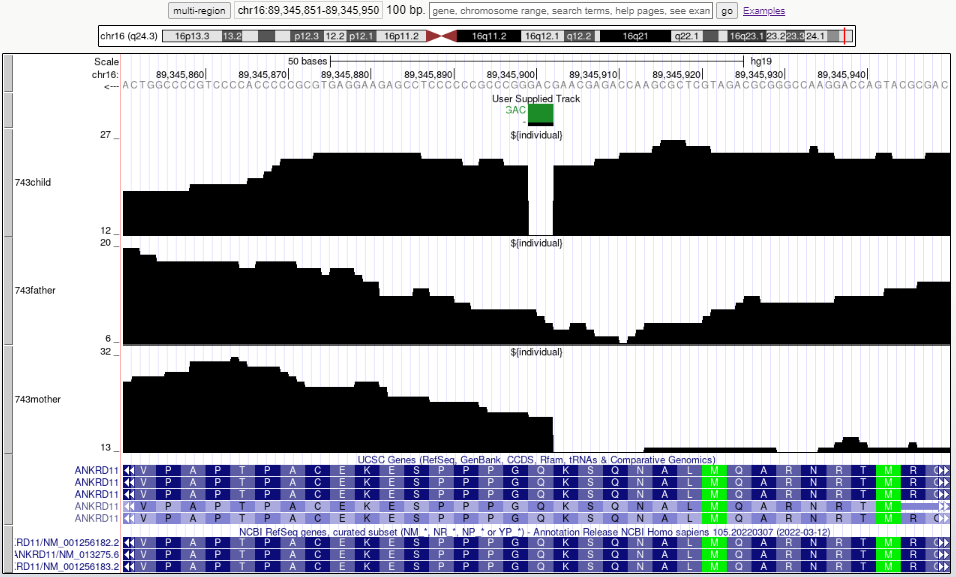 multi-region chr16:89,345,851-89,345,950 100 bp. gene, chromosome range, search terms, help pages, see exan go Examples
chr16 (q24.3) 16p13.3 13.2 p12.3 12.2 p12.1 16p11.2 16q11.2 16q12.1 q12.2 16q21 q22.1 16q23.1 23.2 23.3 24.1
Scale 50 bases hg19
chr16: 89,345,860 89,345,870 89,345,880 89,345,890 89,345,900 89,345,910 89,345,920 89,345,930 89,345,940
<--- ACTGGCCCCGTCCCCACCCCCGCGTGAGGAAGAGCCTCCCCCCGCCCGGGACGAACGAGACCAAGCGCTCGTAGACGCGGGCCAAGGACCAGTACGCGAC
User Supplied Track
GAC
-
27 ${individual}
743child
12
20 ${individual}
743father
6
32 ${individual}
743mother
13
UCSC Genes (RefSeq, GenBank, CCDS, Rfam, tRNAs & Comparative Genomics)
ANKRD11 V P A P T P A C E K E S P P P G Q K S Q N A L M Q A R N R T M R Q
ANKRD11 V P A P T P A C E K E S P P P G Q K S Q N A L M Q A R N R T M R Q
ANKRD11 V P A P T P A C E K E S P P P G Q K S Q N A L M Q A R N R T M R Q
ANKRD11 V P A P T P A C E K E S P P P G Q K S Q N A L M Q A R N R T M
ANKRD11 V P A P T P A C E K E S P P P G Q K S Q N A L M Q A R N R T M R Q
NCBI RefSeq genes, curated subset (NM_*, NR_*, NP_* or YP_*) - Annotation Release NCBI Homo sapiens 105.20220307 (2022-03-12)
RD11/NM_001256182.2 V P A P T P A C E K E S P P P G Q K S Q N A L M Q A R N R T M R Q
ANKRD11/NM_013275.6 V P A P T P A C E K E S P P P G Q K S Q N A L M Q A R N R T M R Q
RD11/NM_001256183.2 V P A P T P A C E K E S P P P G Q K S Q N A L M Q A R N R T M R Q